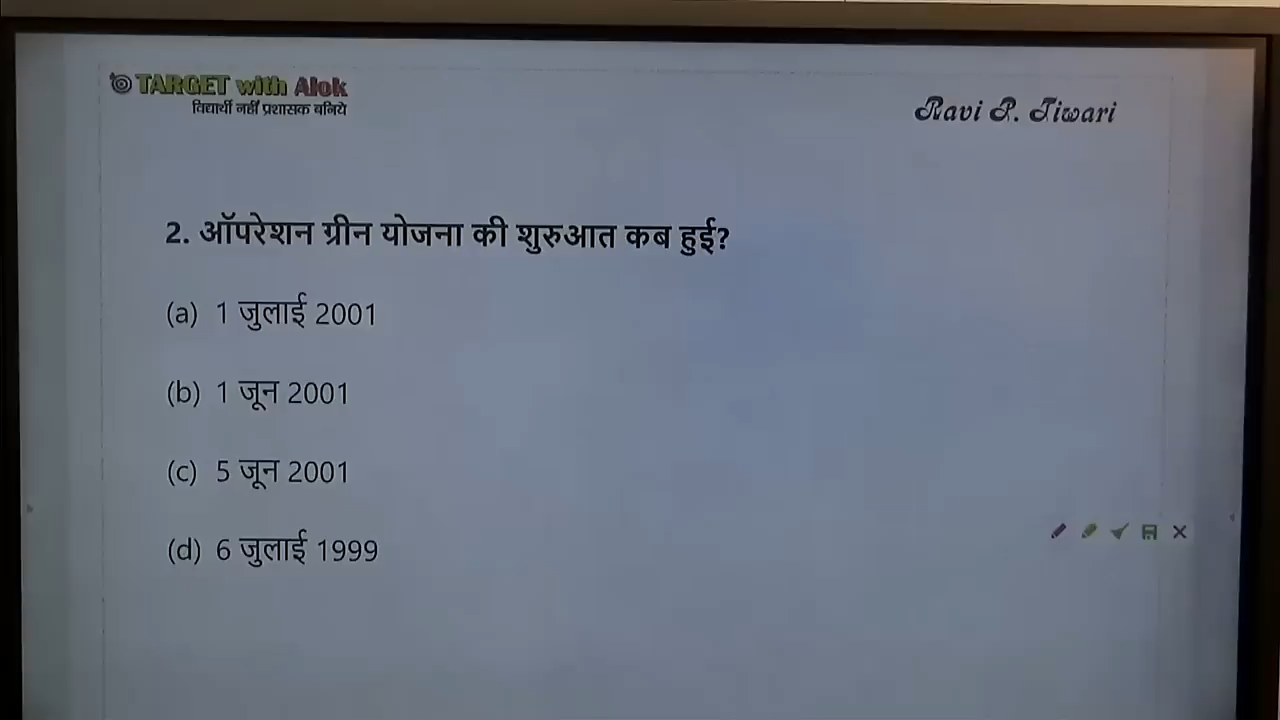 TARGET with Alok
विद्यार्थी नहीं प्रशासक बनिये
Ravi P. Tiwari
2. ऑपरेशन ग्रीन योजना की शुरुआत कब हुई?
(a) 1 जुलाई 2001
(b) 1 जून 2001
(c) 5 जून 2001
(d) 6 जुलाई 1999